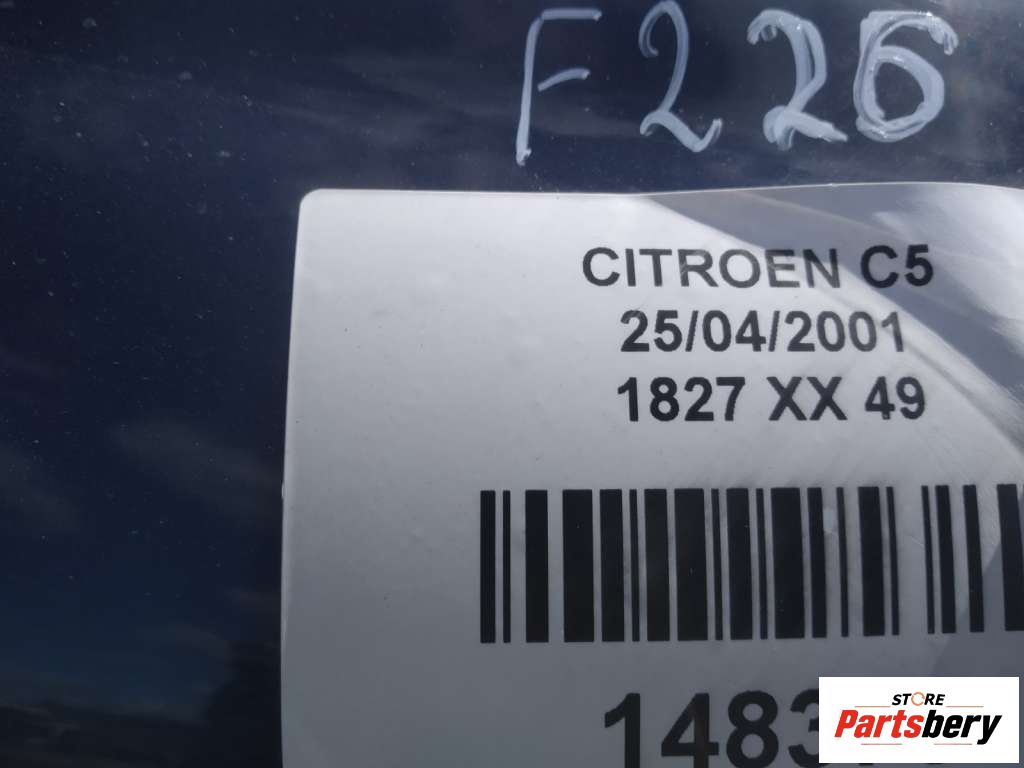 F226
CITROEN C5
25/04/2001
1827 XX 49
STORE
Partsbery